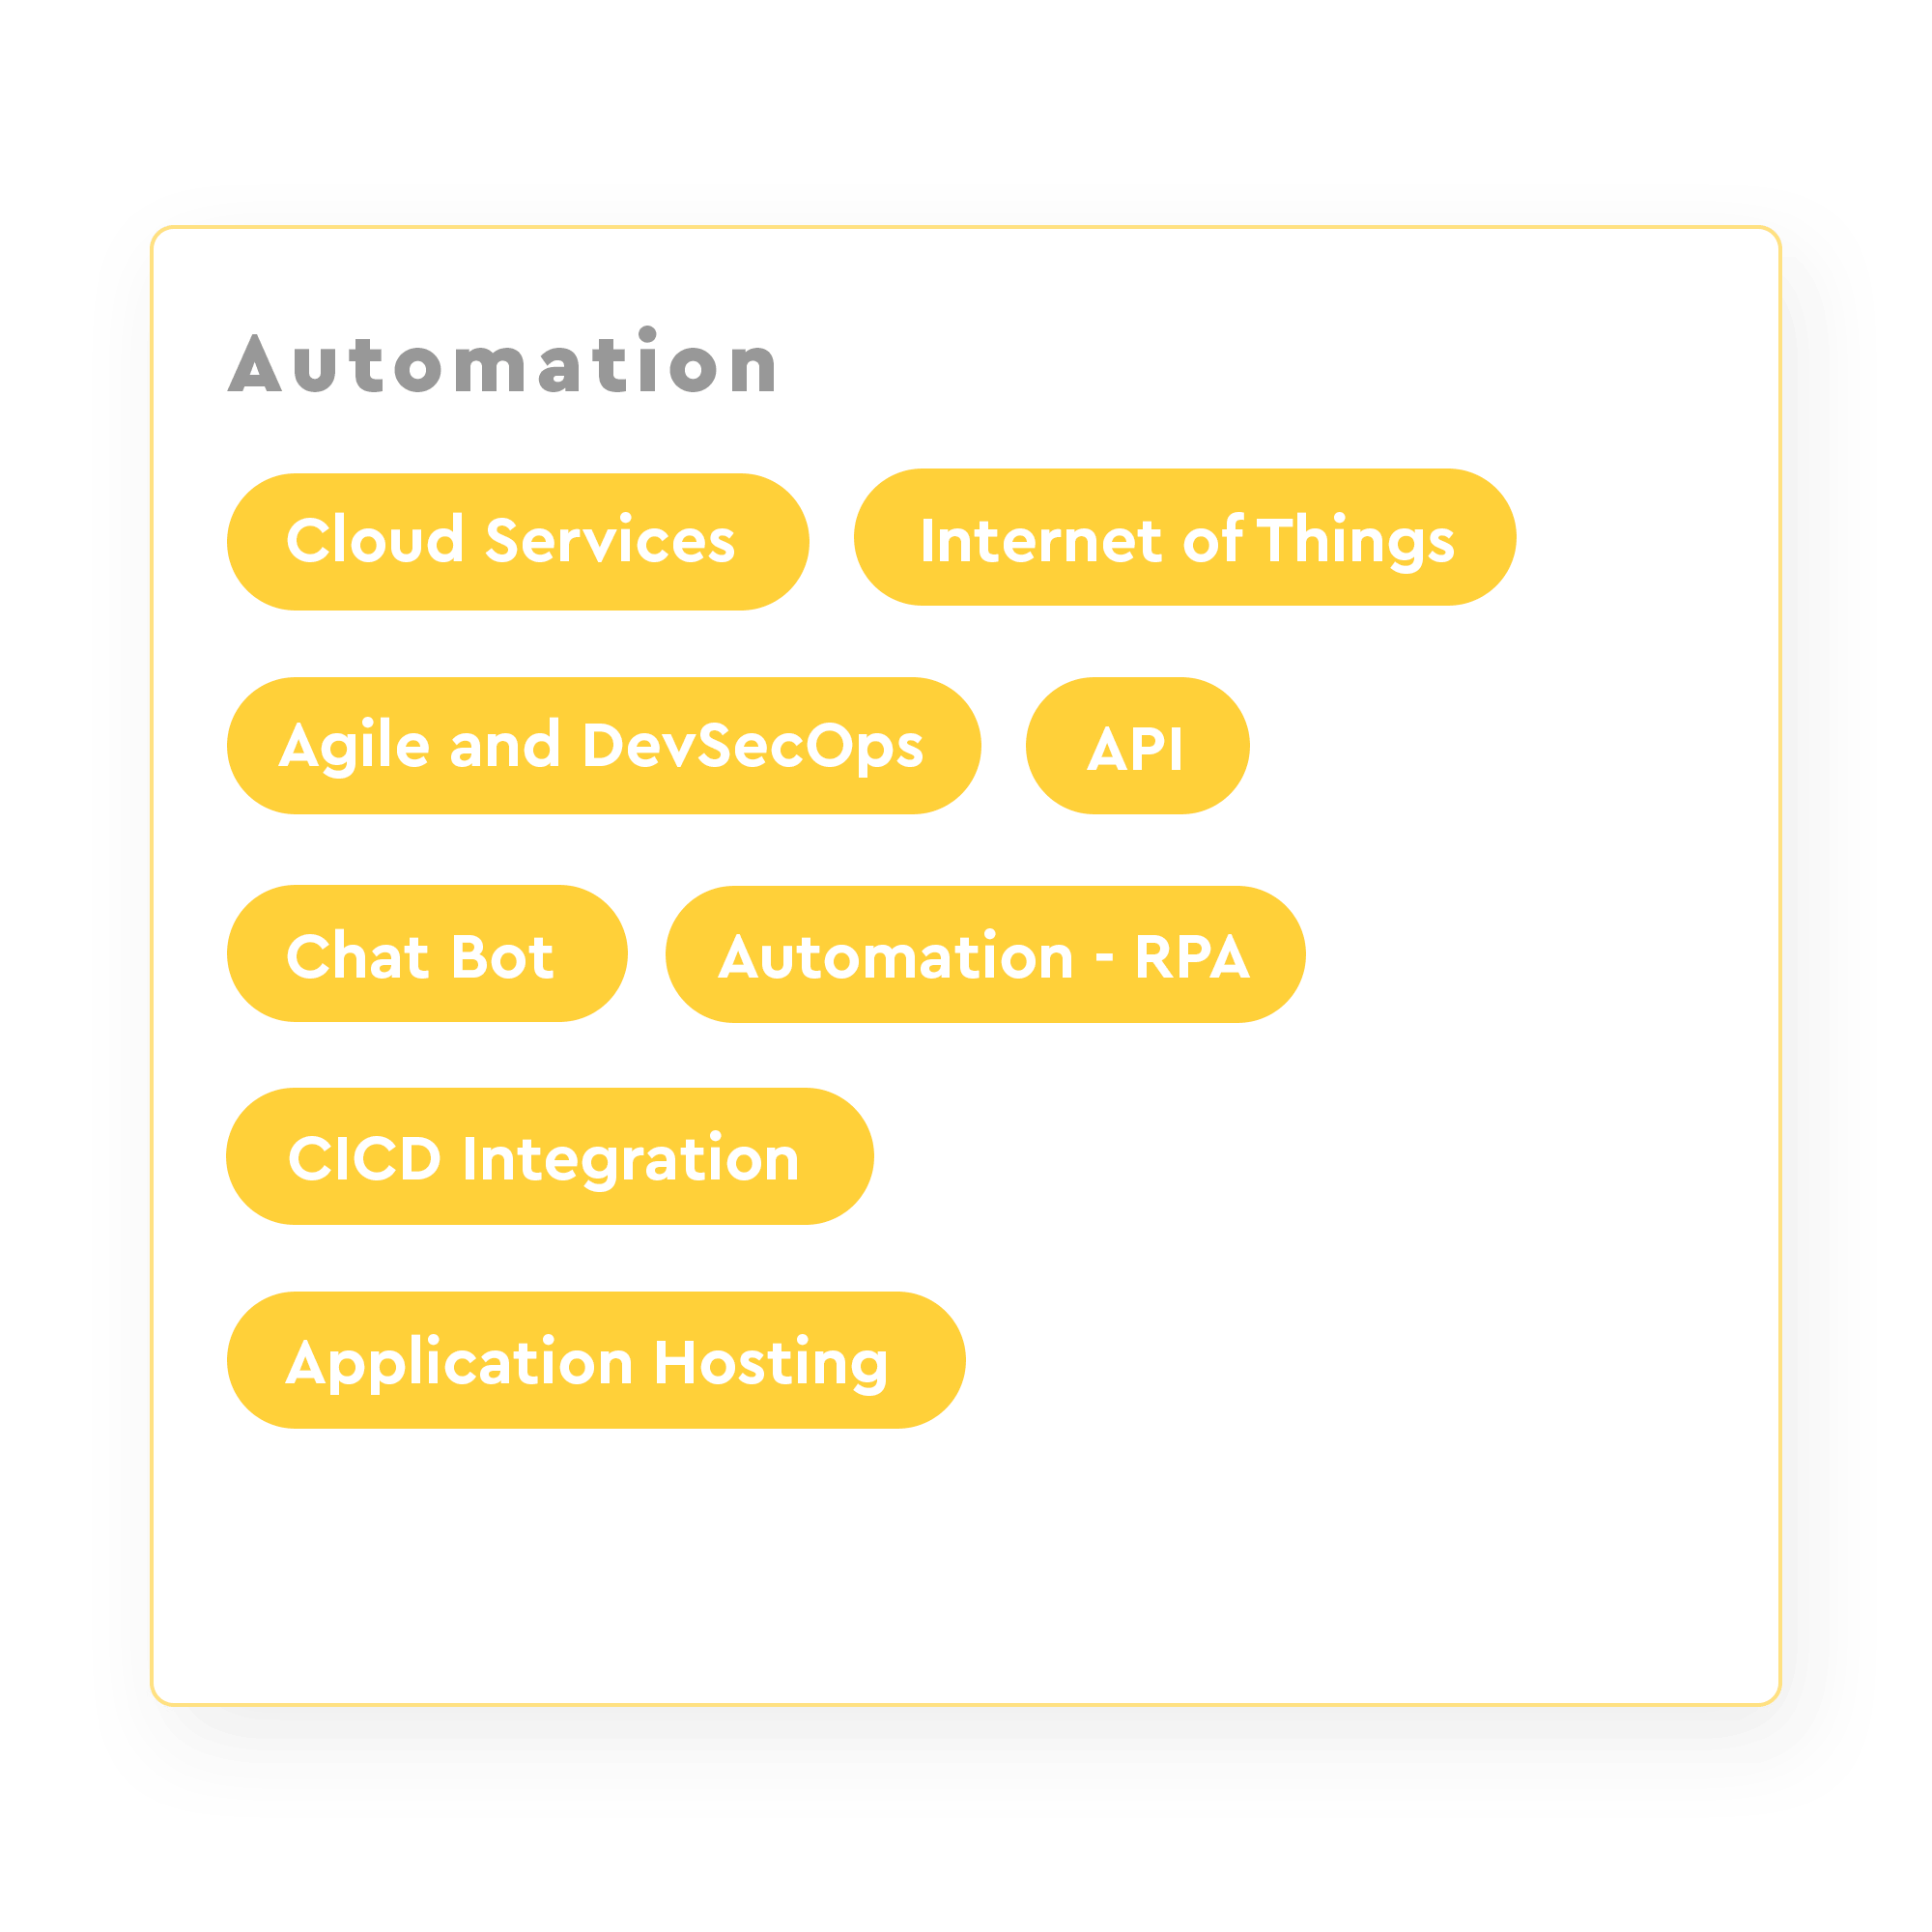 Automation
Cloud Services
Internet of Things
Agile and DevSecOps
API
Chat Bot
Automation - RPA
CICD Integration
Application Hosting